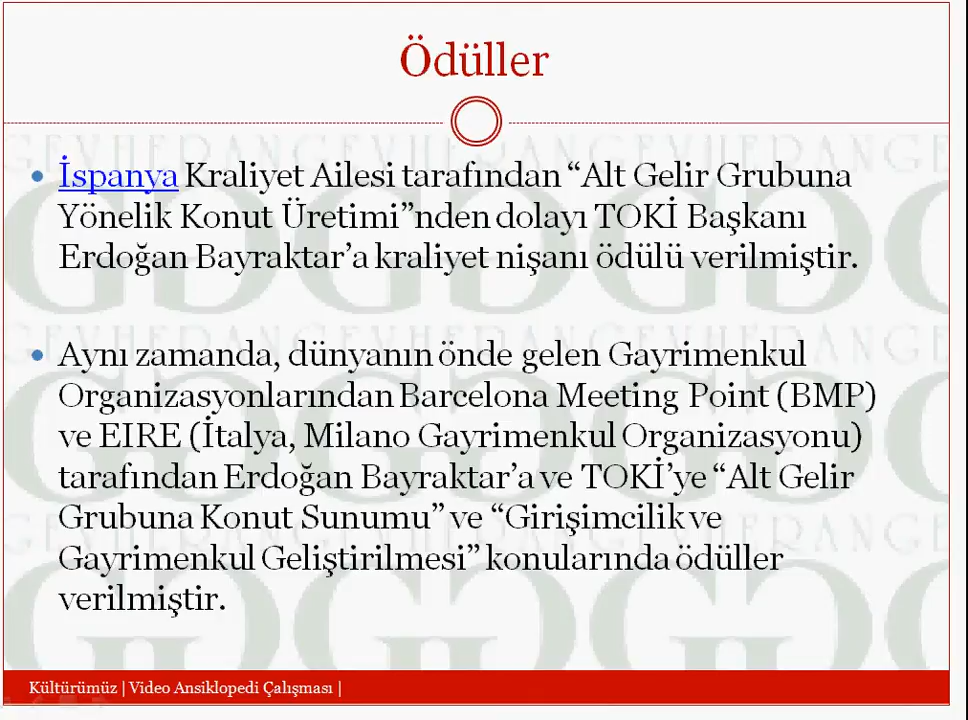 Ödüller
• İspanya Kraliyet Ailesi tarafından “Alt Gelir Grubuna
Yönelik Konut Üretimi”nden dolayı TOKİ Başkanı
Erdoğan Bayraktar’a kraliyet nişanı ödülü verilmiştir.
• Aynı zamanda, dünyanın önde gelen Gayrimenkul
Organizasyonlarından Barcelona Meeting Point (BMP)
ve EIRE (İtalya, Milano Gayrimenkul Organizasyonu)
tarafından Erdoğan Bayraktar’a ve TOKİ’ye “Alt Gelir
Grubuna Konut Sunumu” ve “Girişimcilik ve
Gayrimenkul Geliştirilmesi” konularında ödüller
verilmiştir.
Kültürümüz | Video Ansiklopedi Çalışması |